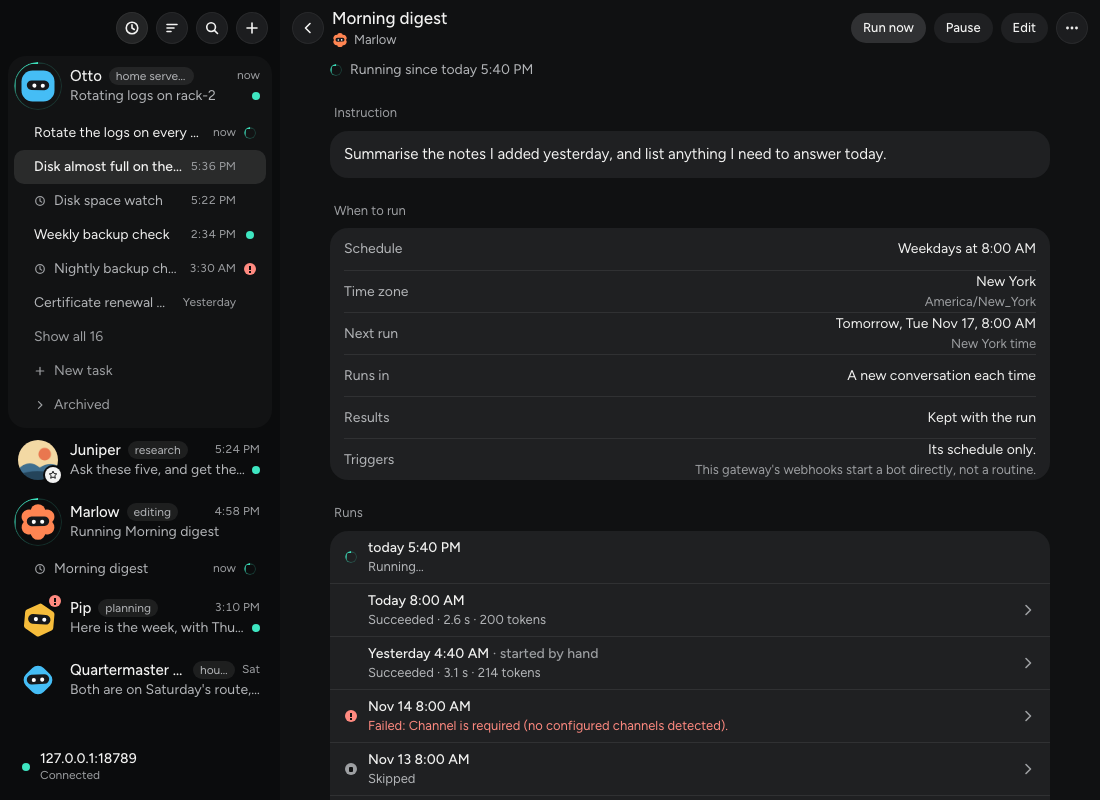 Otto home serve… now
Rotating logs on rack-2
Rotate the logs on every … now
Disk almost full on the… 5:36 PM
Disk space watch 5:22 PM
Weekly backup check 2:34 PM
Nightly backup ch… 3:30 AM
Certificate renewal … Yesterday
Show all 16
New task
Archived
Juniper research 5:24 PM
Ask these five, and get the…
Marlow editing 4:58 PM
Running Morning digest
Morning digest now
Pip planning 3:10 PM
Here is the week, with Thu…
Quartermaster … hou… Sat
Both are on Saturday's route,…
127.0.0.1:18789
Connected
Morning digest
Marlow
Run now Pause Edit
Running since today 5:40 PM
Instruction
Summarise the notes I added yesterday, and list anything I need to answer today.
When to run
Schedule Weekdays at 8:00 AM
Time zone New York
America/New_York
Next run Tomorrow, Tue Nov 17, 8:00 AM
New York time
Runs in A new conversation each time
Results Kept with the run
Triggers Its schedule only.
This gateway's webhooks start a bot directly, not a routine.
Runs
today 5:40 PM
Running…
Today 8:00 AM
Succeeded · 2.6 s · 200 tokens
Yesterday 4:40 AM · started by hand
Succeeded · 3.1 s · 214 tokens
Nov 14 8:00 AM
Failed: Channel is required (no configured channels detected).
Nov 13 8:00 AM
Skipped